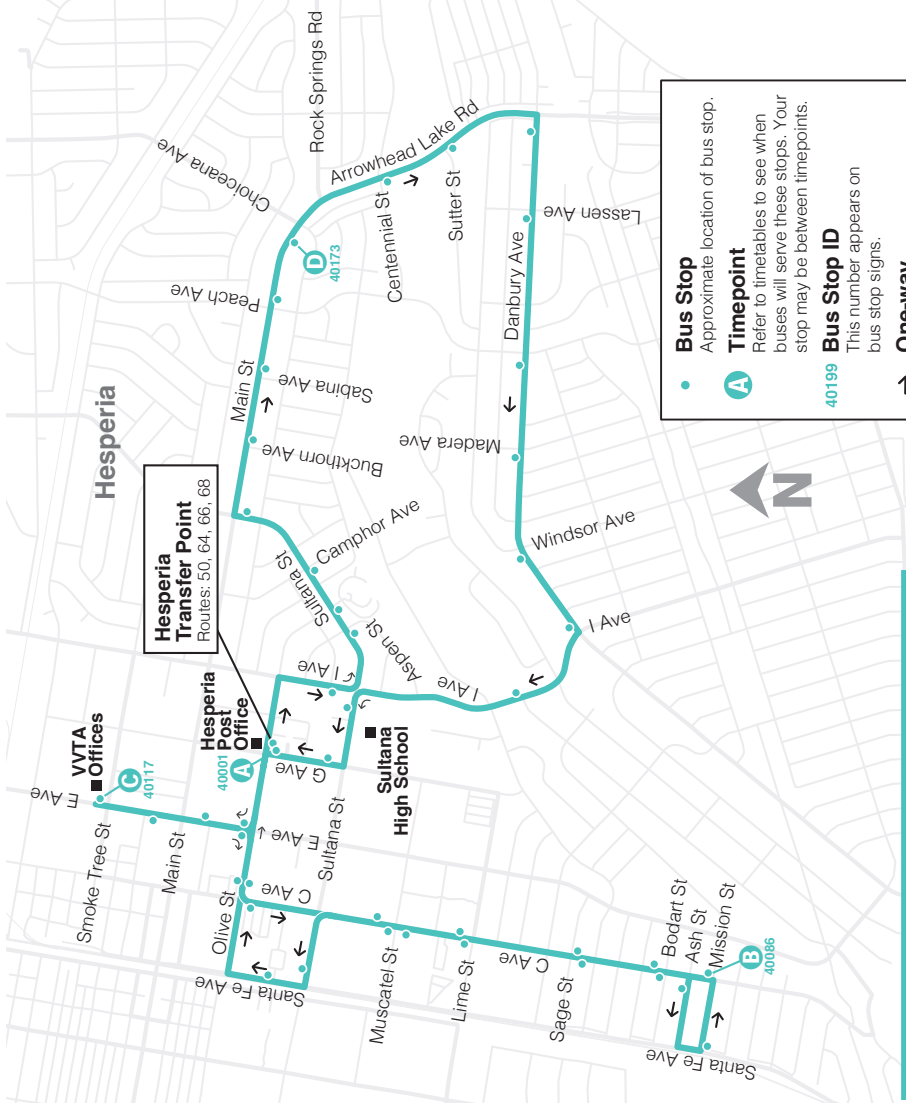 Hesperia
Choiceana Ave
Rock Springs Rd
Arrowhead Lake Rd
Peach Ave
D
40173
Centennial St
Sutter St
Lassen Ave
Main St
Sabina Ave
Buckthorn Ave
Danbury Ave
Madera Ave
Windsor Ave
Hesperia
Transfer Point
Routes: 50, 64, 66, 68
Sultana St
Camphor Ave
Aspen St
I Ave
I Ave
I Ave
VVTA
Offices
E Ave
C
40117
Hesperia
Post
Office
40001
A
G Ave
Sultana
High School
Smoke Tree St
Main St
E Ave
Sultana St
Olive St
C Ave
Santa Fe Ave
Muscatel St
Lime St
C Ave
Sage St
Bodart St
Ash St
Mission St
B
40086
Santa Fe Ave
N
Bus Stop
Approximate location of bus stop.
A
Timepoint
Refer to timetables to see when
buses will serve these stops. Your
stop may be between timepoints.
40199 Bus Stop ID
This number appears on
bus stop signs.
One-way